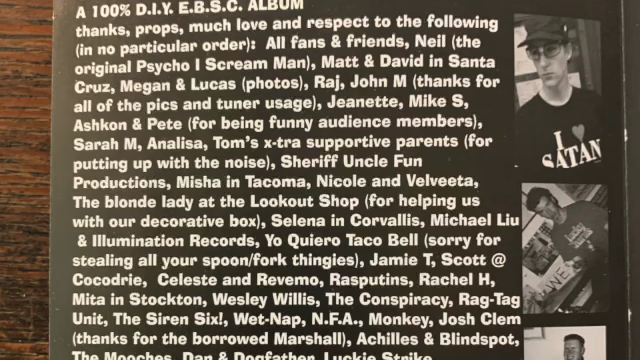 A 100% D.I.Y. E.B.S.C. ALBUM
thanks, props, much love and respect to the following
(in no particular order):  All fans & friends, Neil (the
original Psycho I Scream Man), Matt & David in Santa
Cruz, Megan & Lucas (photos), Raj, John M (thanks for
all of the pics and tuner usage), Jeanette, Mike S,
Ashkon & Pete (for being funny audience members),
Sarah M, Analisa, Tom's x-tra supportive parents (for
putting up with the noise), Sheriff Uncle Fun
Productions, Misha in Tacoma, Nicole and Velveeta,
The blonde lady at the Lookout Shop (for helping us
with our decorative box), Selena in Corvallis, Michael Liu
& Illumination Records, Yo Quiero Taco Bell (sorry for
stealing all your spoon/fork thingies), Jamie T, Scott @
Cocodrie,  Celeste and Revemo, Rasputins, Rachel H,
Mita in Stockton, Wesley Willis, The Conspiracy, Rag-Tag
Unit, The Siren Six!, Wet-Nap, N.F.A., Monkey, Josh Clem
(thanks for the borrowed Marshall), Achilles & Blindspot,
The Mooches, Dan & Dogfather, Luckie Strike,
I
SATAN